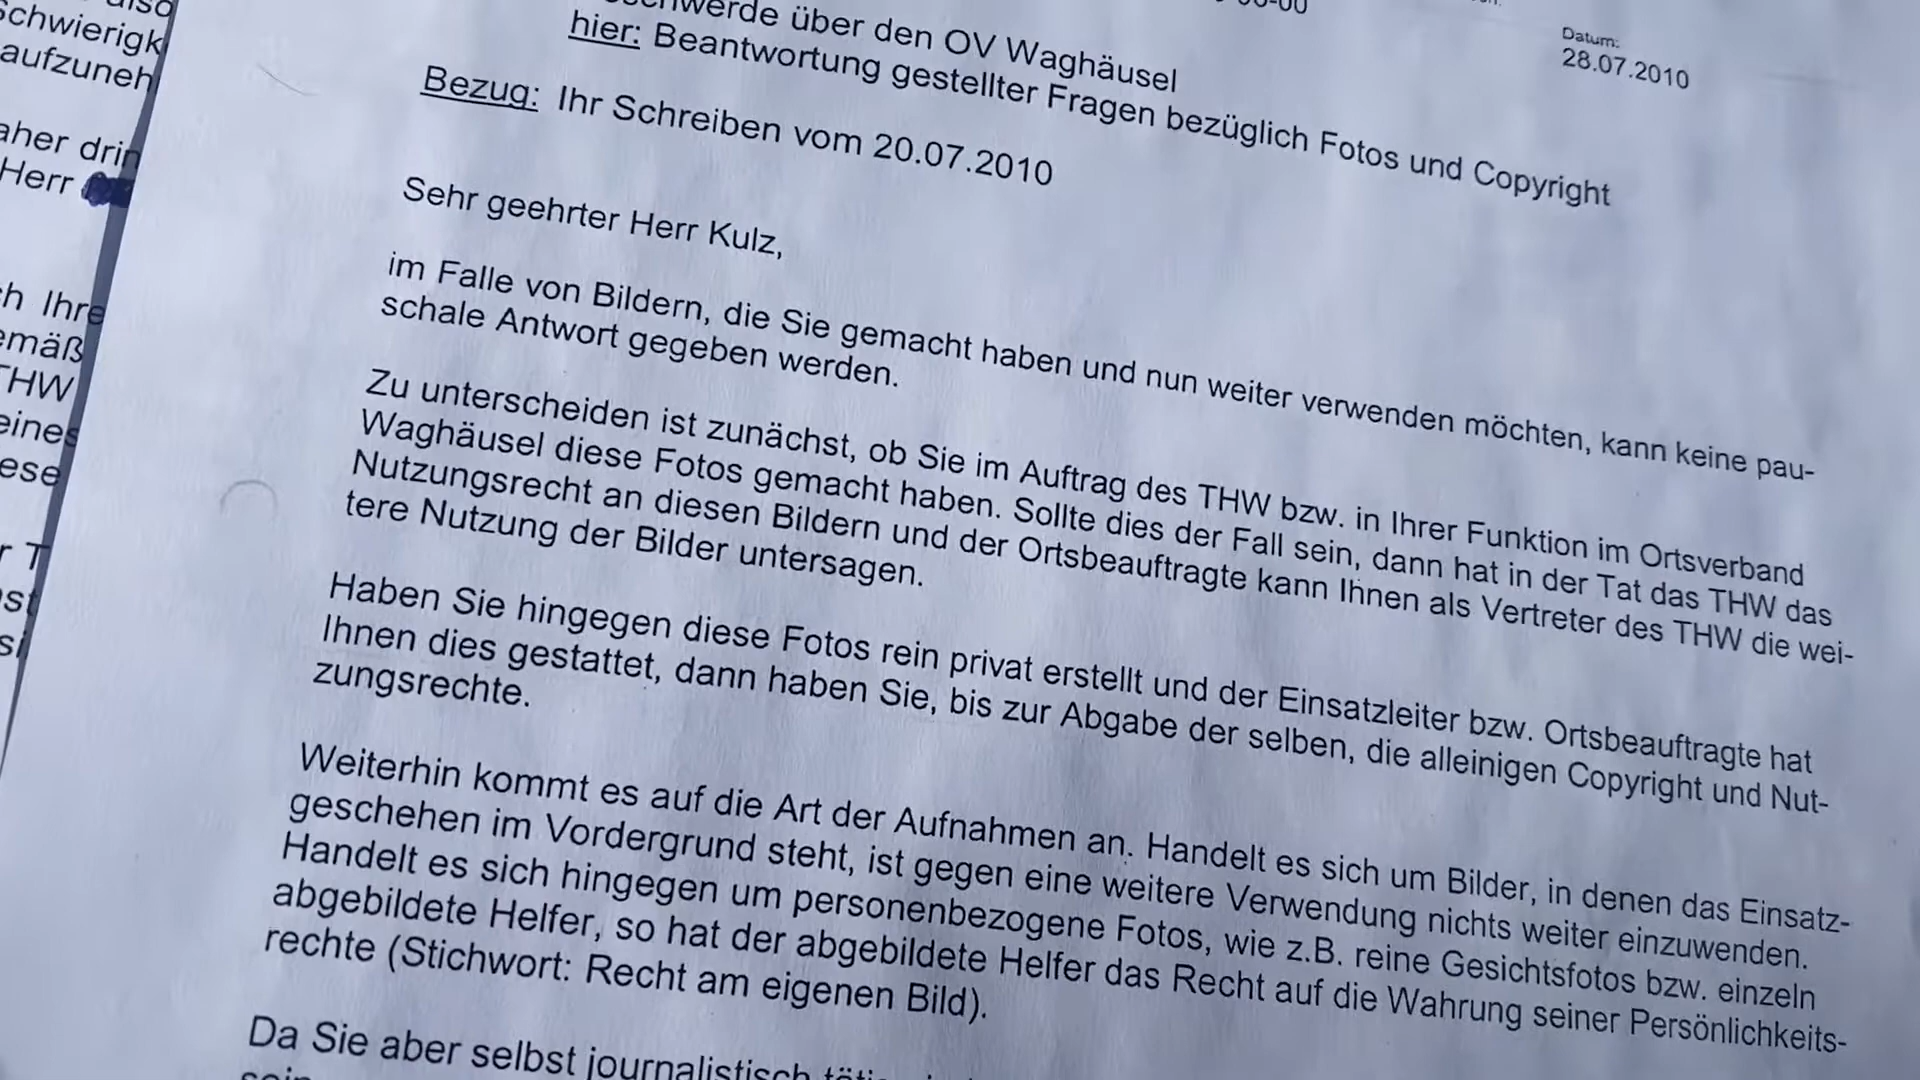 schwierigk
aufzuneh
aher drin
Herr
ch Ihre
emäß
THW
eines
ese
r T
ost
si
Datum:
28.07.2010
schwerde über den OV Waghäusel
hier: Beantwortung gestellter Fragen bezüglich Fotos und Copyright
Bezug: Ihr Schreiben vom 20.07.2010
Sehr geehrter Herr Kulz,
im Falle von Bildern, die Sie gemacht haben und nun weiter verwenden möchten, kann keine pau-
schale Antwort gegeben werden.
Zu unterscheiden ist zunächst, ob Sie im Auftrag des THW bzw. in Ihrer Funktion im Ortsverband
Waghäusel diese Fotos gemacht haben. Sollte dies der Fall sein, dann hat in der Tat das THW das
Nutzungsrecht an diesen Bildern und der Ortsbeauftragte kann Ihnen als Vertreter des THW die wei-
tere Nutzung der Bilder untersagen.
Haben Sie hingegen diese Fotos rein privat erstellt und der Einsatzleiter bzw. Ortsbeauftragte hat
Ihnen dies gestattet, dann haben Sie, bis zur Abgabe der selben, die alleinigen Copyright und Nut-
zungsrechte.
Weiterhin kommt es auf die Art der Aufnahmen an. Handelt es sich um Bilder, in denen das Einsatz-
geschehen im Vordergrund steht, ist gegen eine weitere Verwendung nichts weiter einzuwenden.
Handelt es sich hingegen um personenbezogene Fotos, wie z.B. reine Gesichtsfotos bzw. einzeln
abgebildete Helfer, so hat der abgebildete Helfer das Recht auf die Wahrung seiner Persönlichkeits-
rechte (Stichwort: Recht am eigenen Bild).
Da Sie aber selbst journalistisch